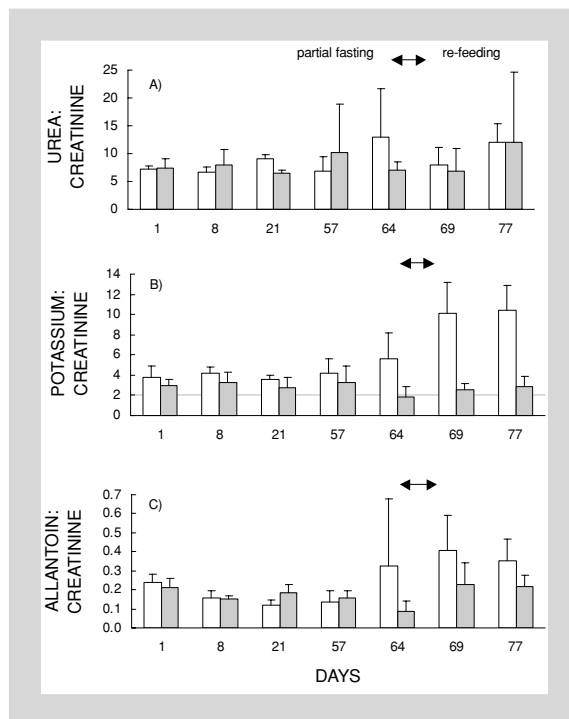 partial fasting re-feeding
A)
UREA:
CREATININE
25
20
15
10
5
0
1 8 21 57 64 69 77
B)
POTASSIUM:
CREATININE
14
12
10
8
6
4
2
0
1 8 21 57 64 69 77
C)
ALLANTOIN:
CREATININE
0.7
0.6
0.5
0.4
0.3
0.2
0.1
0.0
1 8 21 57 64 69 77
DAYS